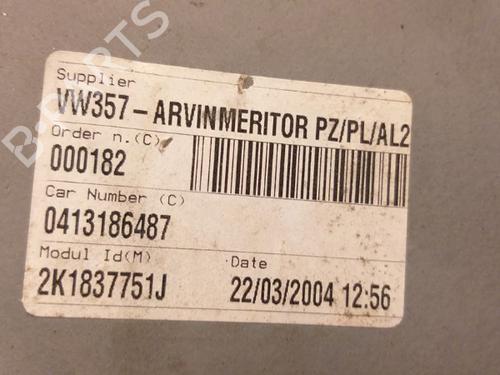 B-PARTS
Supplier
VW357-ARVINMERITOR PZ/PL/AL2
Order n.(C)
000182
Car Number (C)
0413186487
Modul Id(M)
2K1837751J
Date
22/03/2004 12:56